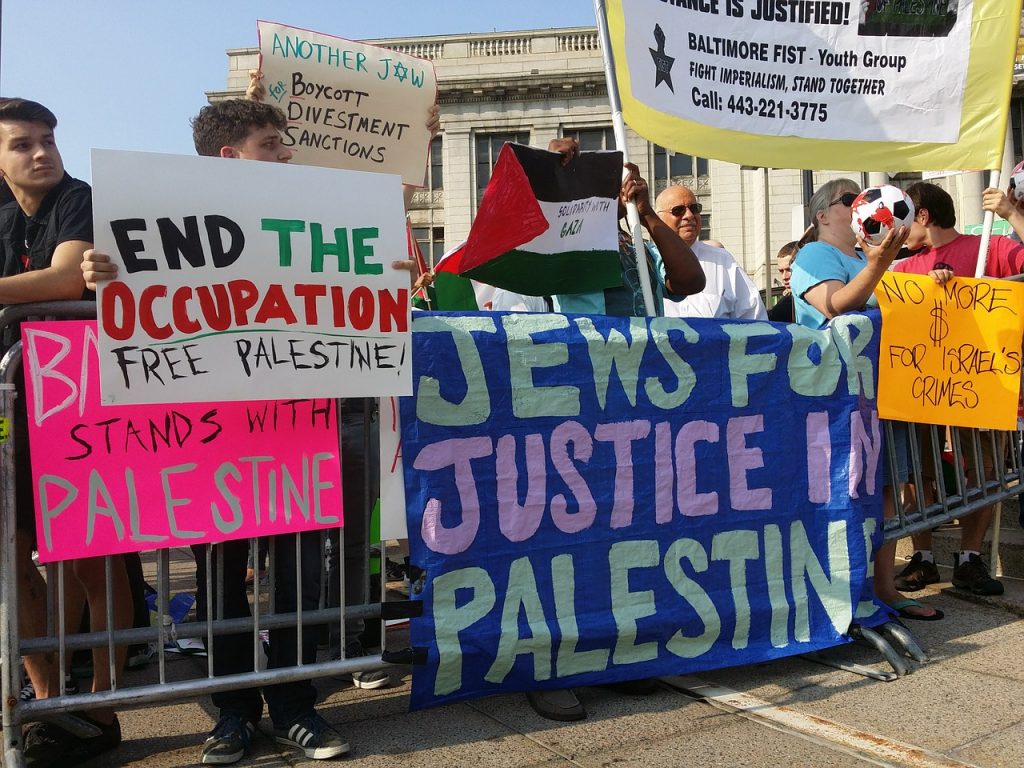 IS JUSTIFIED!
BALTIMORE FIST - Youth Group
FIGHT IMPERIALISM, STAND TOGETHER
Call: 443-221-3775
ANOTHER JEW
for BOYCOTT
DIVESTMENT
SANCTIONS
SOLIDARITY WITH
GAZA
END THE
OCCUPATION
FREE PALESTINE!
STANDS WITH
PALESTINE
JEWS FOR
JUSTICE IN
PALESTINE
NO MORE
$
FOR ISRAEL'S
CRIMES